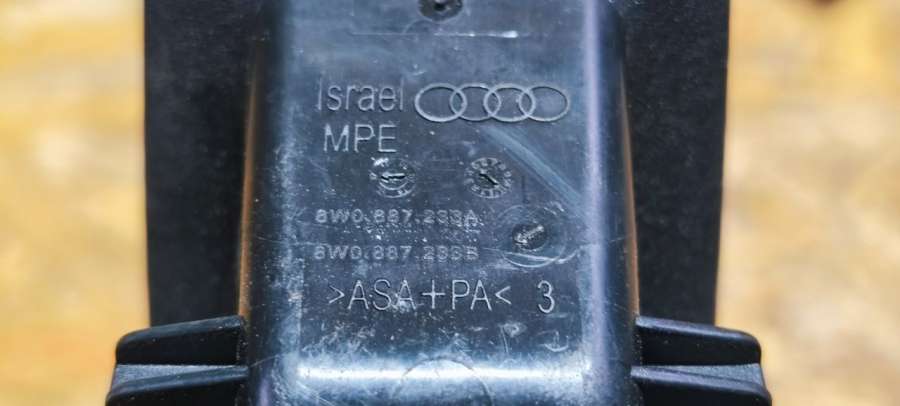 Israel
MPE
8W0.887.233A
8W0.887.233B
>ASA+PA< 3